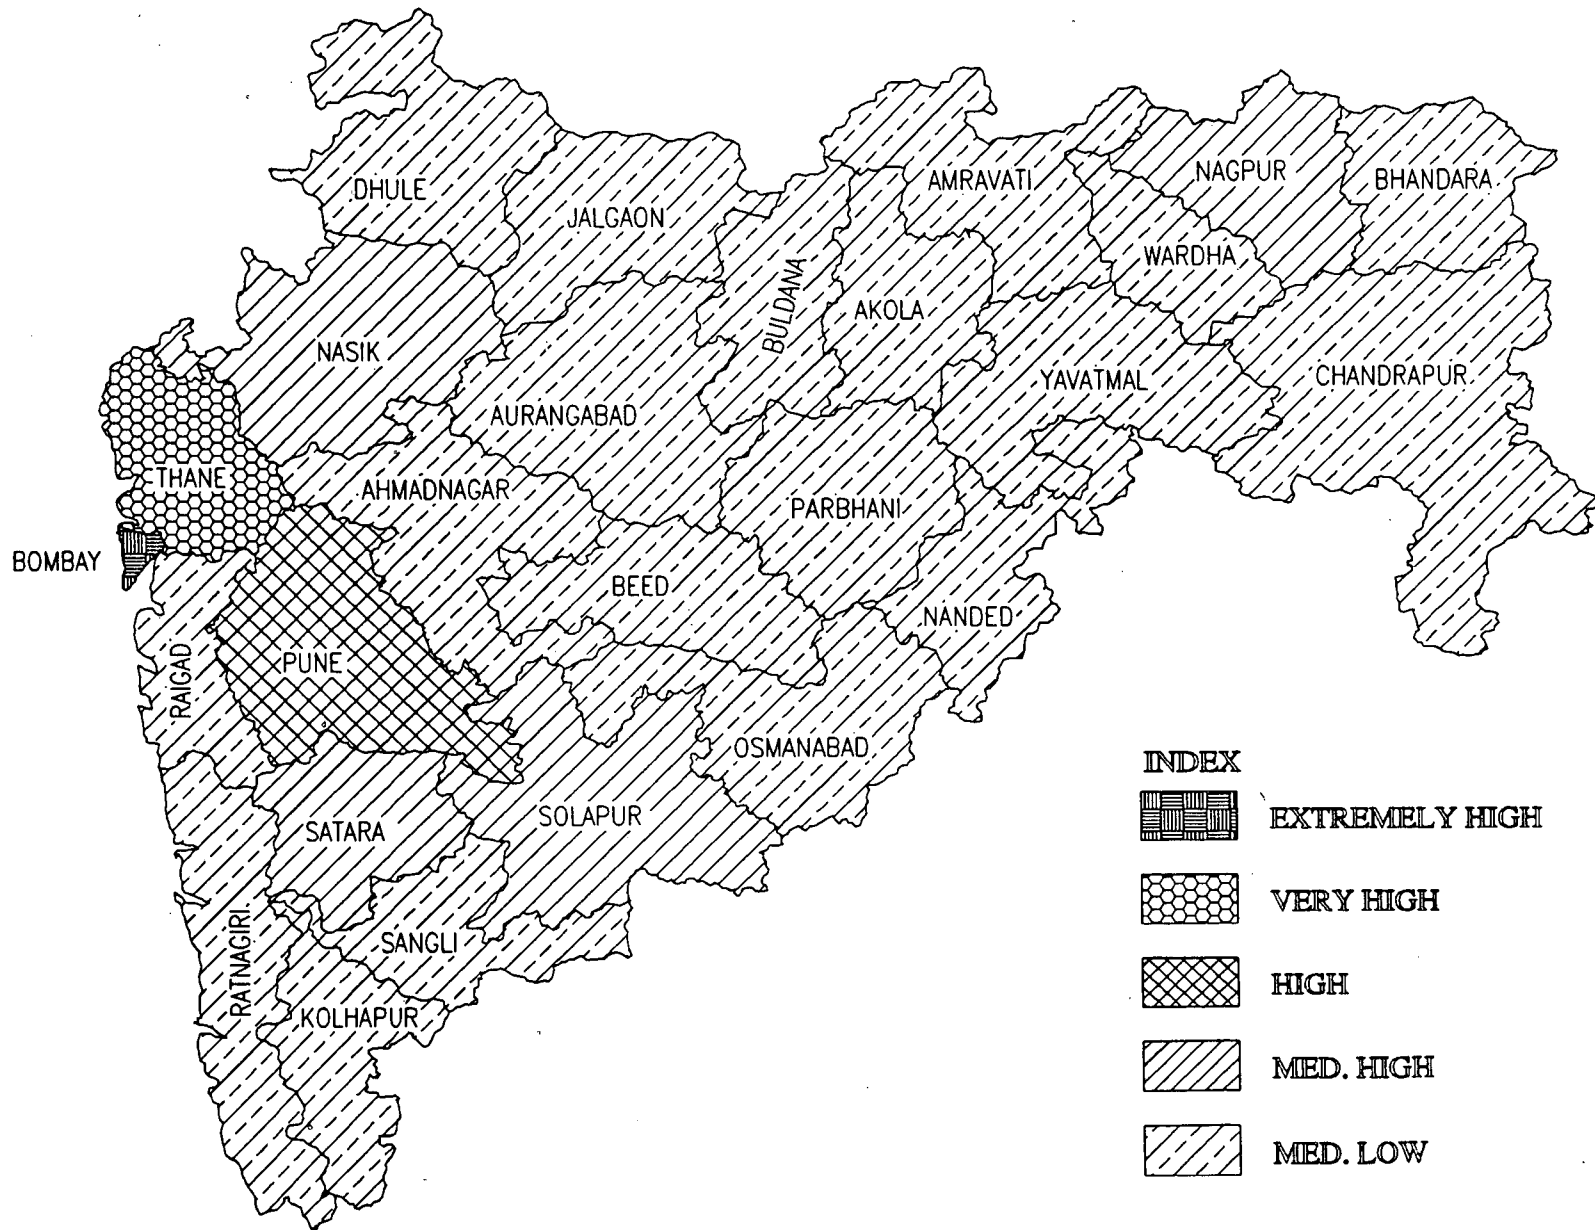 DHULE
JALGAON
AMRAVATI
NAGPUR
BHANDARA
WARDHA
BULDANA
AKOLA
NASIK
YAVATMAL
CHANDRAPUR
AURANGABAD
THANE
AHMADNAGAR
PARBHANI
BOMBAY
BEED
NANDED
RAIGAD
PUNE
OSMANABAD
SATARA
SOLAPUR
RATNAGIRI
SANGLI
KOLHAPUR
INDEX
EXTREMELY HIGH
VERY HIGH
HIGH
MED. HIGH
MED. LOW